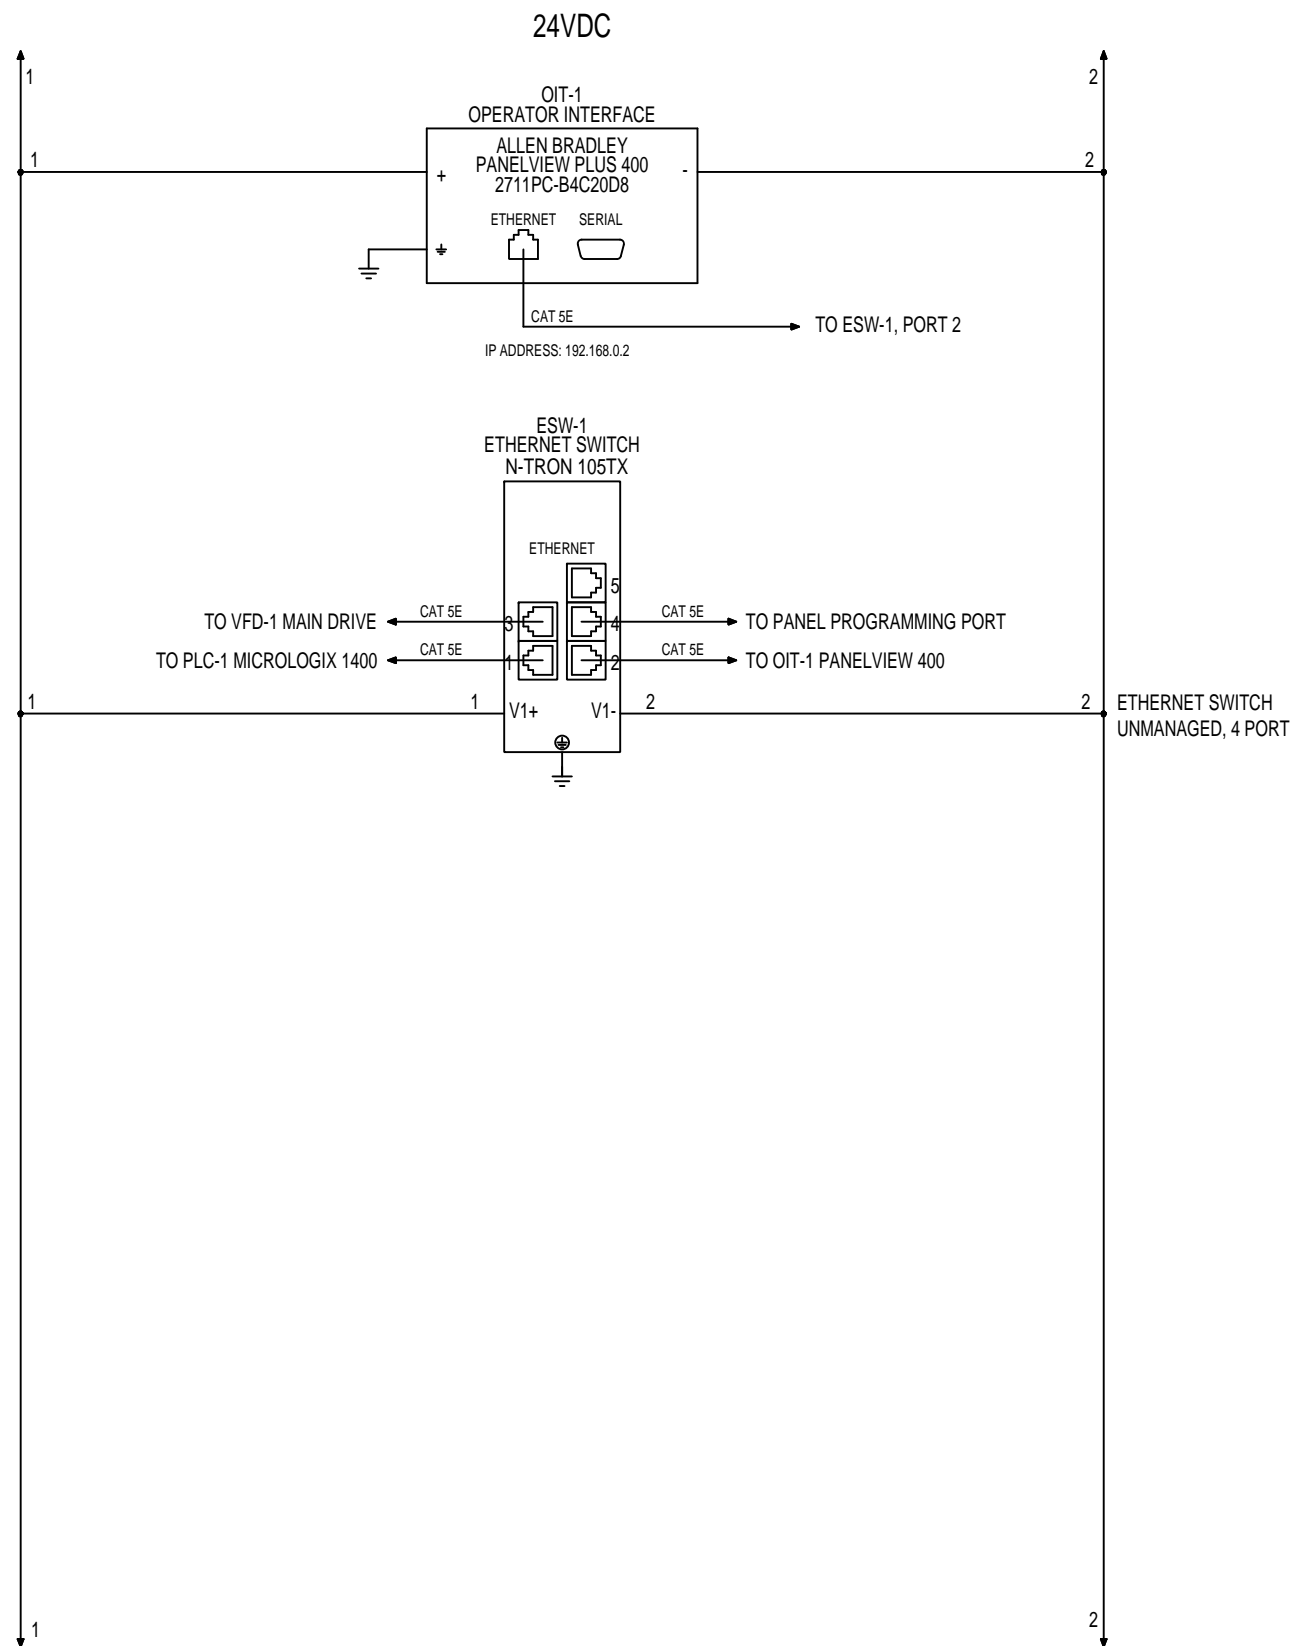 24VDC
1
2
OIT-1
OPERATOR INTERFACE
ALLEN BRADLEY
PANELVIEW PLUS 400
2711PC-B4C20D8
1
+
-
2
ETHERNET SERIAL
CAT 5E
TO ESW-1, PORT 2
IP ADDRESS: 192.168.0.2
ESW-1
ETHERNET SWITCH
N-TRON 105TX
ETHERNET
5
TO VFD-1 MAIN DRIVE
CAT 5E
3
4
CAT 5E
TO PANEL PROGRAMMING PORT
TO PLC-1 MICROLOGIX 1400
CAT 5E
1
2
CAT 5E
TO OIT-1 PANELVIEW 400
1
1
V1+
V1-
2
2
ETHERNET SWITCH
UNMANAGED, 4 PORT
1
2